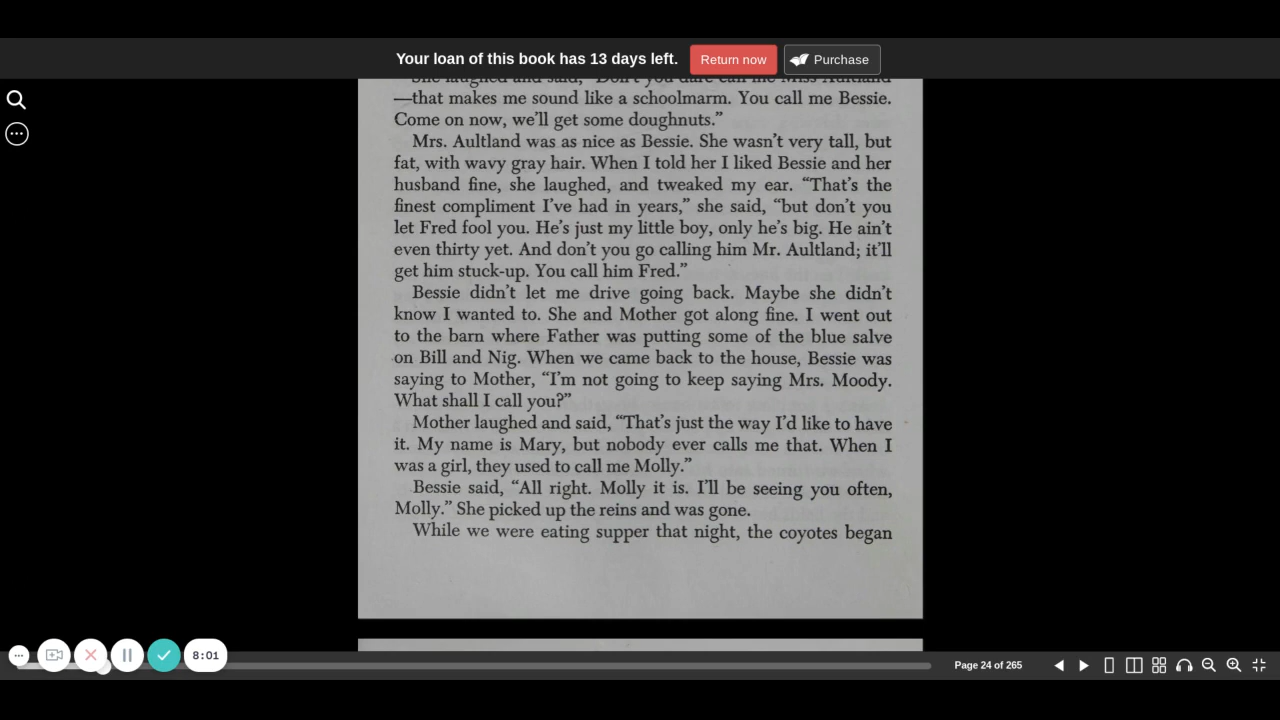 Your loan of this book has 13 days left. Return now Purchase
She laughed and said, “Don’t you dare call me Miss Aultland
—that makes me sound like a schoolmarm. You call me Bessie.
Come on now, we’ll get some doughnuts.”
Mrs. Aultland was as nice as Bessie. She wasn’t very tall, but
fat, with wavy gray hair. When I told her I liked Bessie and her
husband fine, she laughed, and tweaked my ear. “That’s the
finest compliment I’ve had in years,” she said, “but don’t you
let Fred fool you. He’s just my little boy, only he’s big. He ain’t
even thirty yet. And don’t you go calling him Mr. Aultland; it’ll
get him stuck-up. You call him Fred.”
Bessie didn’t let me drive going back. Maybe she didn’t
know I wanted to. She and Mother got along fine. I went out
to the barn where Father was putting some of the blue salve
on Bill and Nig. When we came back to the house, Bessie was
saying to Mother, “I’m not going to keep saying Mrs. Moody.
What shall I call you?”
Mother laughed and said, “That’s just the way I’d like to have
it. My name is Mary, but nobody ever calls me that. When I
was a girl, they used to call me Molly.”
Bessie said, “All right. Molly it is. I’ll be seeing you often,
Molly.” She picked up the reins and was gone.
While we were eating supper that night, the coyotes began
8:01
Page 24 of 265